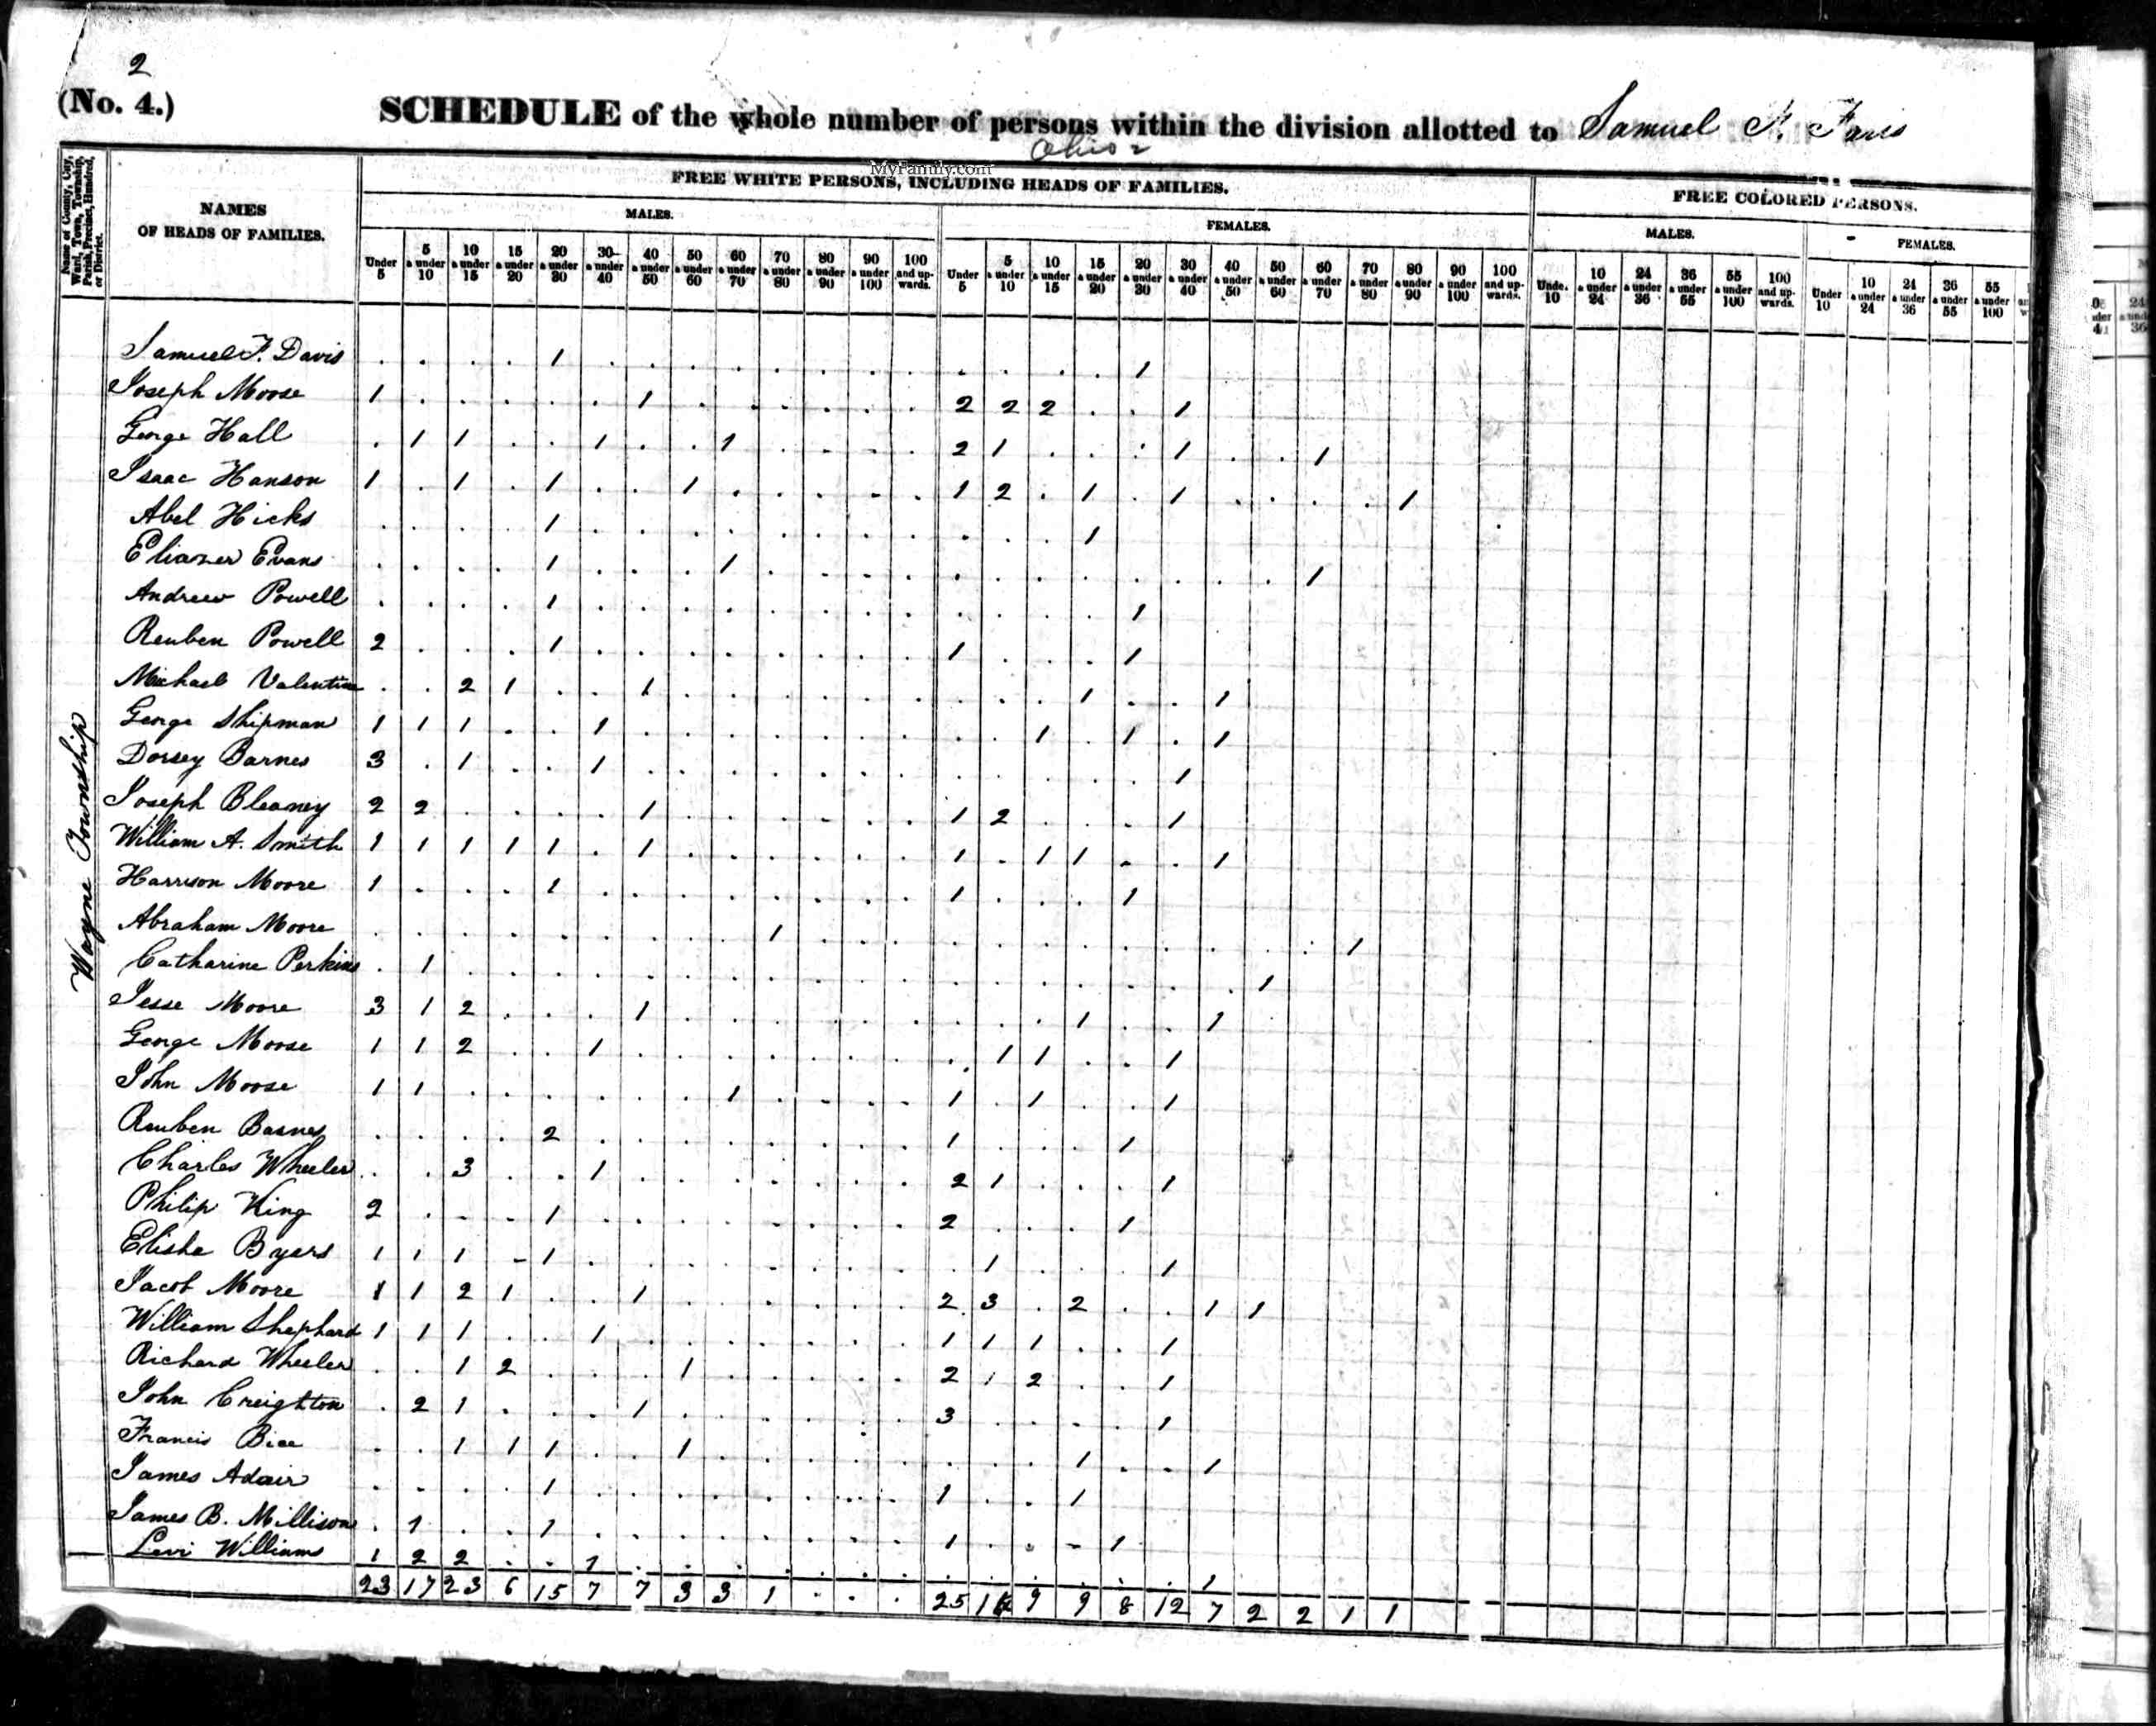 2
(No. 4.)
SCHEDULE of the whole number of persons within the division allotted to Samuel Faris
Ohio
MyFamily.com
Name of County, City, Ward, Town, Township, Parish, Precinct, Hundred, or District.
NAMES OF HEADS OF FAMILIES.
FREE WHITE PERSONS, INCLUDING HEADS OF FAMILIES.
FREE COLORED PERSONS.
MALES. FEMALES. MALES. FEMALES.
Under 5 5 & under 10 10 & under 15 15 & under 20 20 & under 30 30 & under 40 40 & under 50 50 & under 60 60 & under 70 70 & under 80 80 & under 90 90 & under 100 100 and upwards. Under 5 5 & under 10 10 & under 15 15 & under 20 20 & under 30 30 & under 40 40 & under 50 50 & under 60 60 & under 70 70 & under 80 80 & under 90 90 & under 100 100 and upwards. Unde. 10 10 & under 24 24 & under 36 36 & under 55 55 & under 100 100 and upwards. Under 10 10 & under 24 24 & under 36 36 & under 55 55 & under 100
Wayne Township
Samuel F. Davis 1 1
Joseph Moose 1 1 2 2 2 1
George Hall 1 1 1 1 2 1 1 1
Isaac Hanson 1 1 1 1 1 2 1 1 1
Abel Hicks 1 1
Eliazer Evans 1 1 1
Andrew Powell 1 1
Reuben Powell 2 1 1 1
Michael Valentine 2 1 1 1 1
George Shipman 1 1 1 1 1 1 1
Dorsey Barnes 3 1 1 1
Joseph Bleaney 2 2 1 1 2 1
William A. Smith 1 1 1 1 1 1 1 1 1 1
Harrison Moore 1 1 1 1
Abraham Moore 1 1
Catharine Perkins 1 1
Jesse Moore 3 1 2 1 1 1
George Moose 1 1 2 1 1 1 1
John Moose 1 1 1 1 1 1
Reuben Barnes 2 1 1
Charles Wheeler 3 1 2 1 1
Philip King 2 1 2 1
Elisha Byers 1 1 1 1 1 1
Jacob Moore 1 1 2 1 1 2 3 2 1 1
William Shephard 1 1 1 1 1 1 1 1
Richard Wheeler 1 2 1 2 1 2 1
John Creighton 2 1 1 3 1
Francis Bice 1 1 1 1 1 1
James Adair 1 1 1
James B. Millison 1 1 1 1
Levi Williams 1 2 2 1 1
23 17 23 6 15 7 7 3 3 1 25 9 9 8 12 7 2 2 1 1